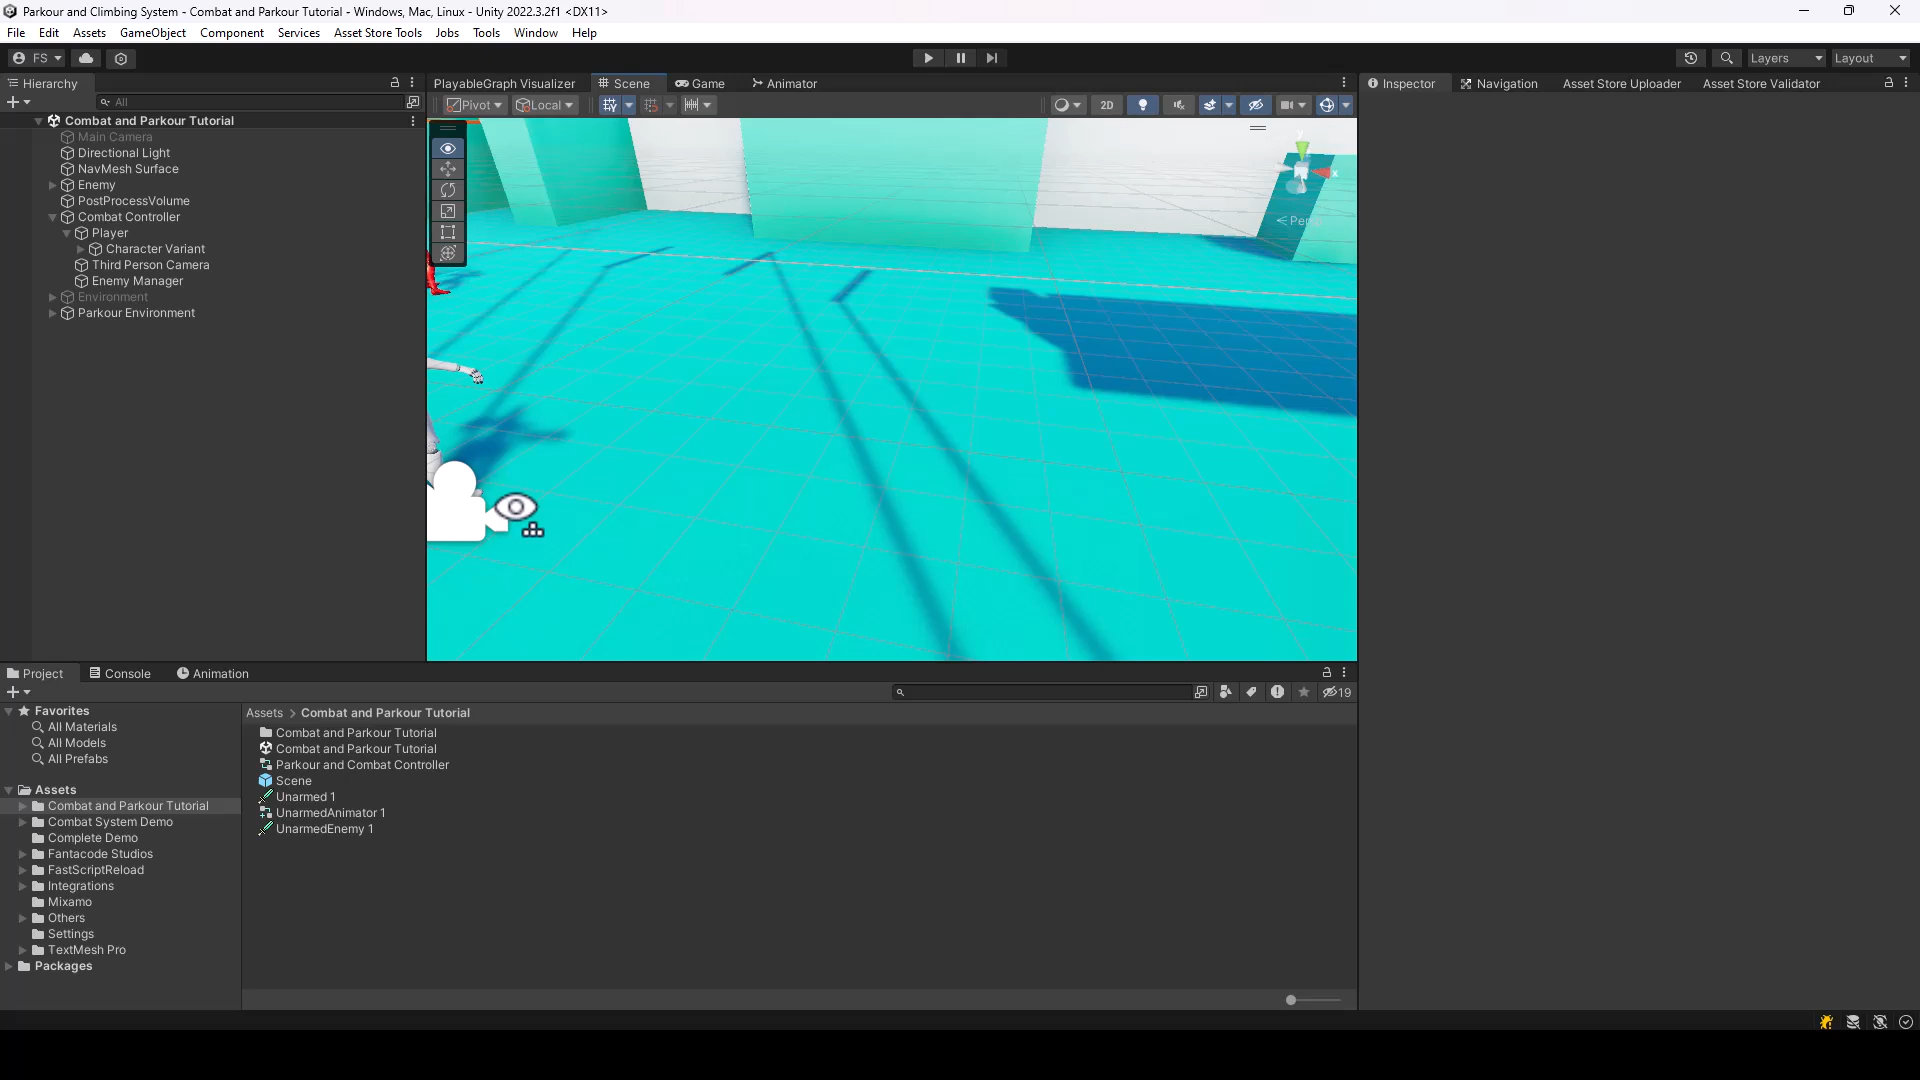 Parkour and Climbing System - Combat and Parkour Tutorial - Windows, Mac, Linux - Unity 2022.3.2f1 <DX11>
File Edit Assets GameObject Component Services Asset Store Tools Jobs Tools Window Help
FS Layers Layout
Hierarchy PlayableGraph Visualizer Scene Game Animator Inspector Navigation Asset Store Uploader Asset Store Validator
All Pivot Local 2D
Combat and Parkour Tutorial
Main Camera
Directional Light
NavMesh Surface
Enemy
PostProcessVolume
Combat Controller
Player
Character Variant
Third Person Camera
Enemy Manager
Environment
Parkour Environment
y
x
Project Console Animation
19
Favorites
All Materials
All Models
All Prefabs
Assets
Combat and Parkour Tutorial
Combat System Demo
Complete Demo
Fantacode Studios
FastScriptReload
Integrations
Mixamo
Others
Settings
TextMesh Pro
Packages
Assets > Combat and Parkour Tutorial
Combat and Parkour Tutorial
Combat and Parkour Tutorial
Parkour and Combat Controller
Scene
Unarmed 1
UnarmedAnimator 1
UnarmedEnemy 1